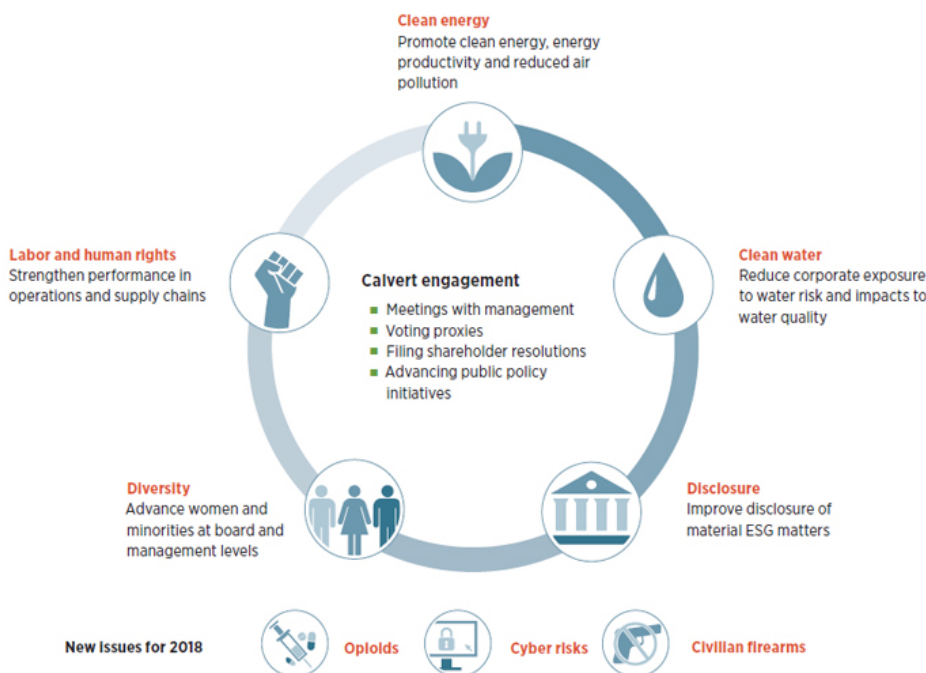 Clean energy
Promote clean energy, energy
productivity and reduced air
pollution
Labor and human rights
Strengthen performance in
operations and supply chains
Calvert engagement
Meetings with management
Voting proxies
Filing shareholder resolutions
Advancing public policy
initiatives
Clean water
Reduce corporate exposure
to water risk and impacts to
water quality
Diversity
Advance women and
minorities at board and
management levels
Disclosure
Improve disclosure of
material ESG matters
New issues for 2018
Opioids
Cyber risks
Civilian firearms